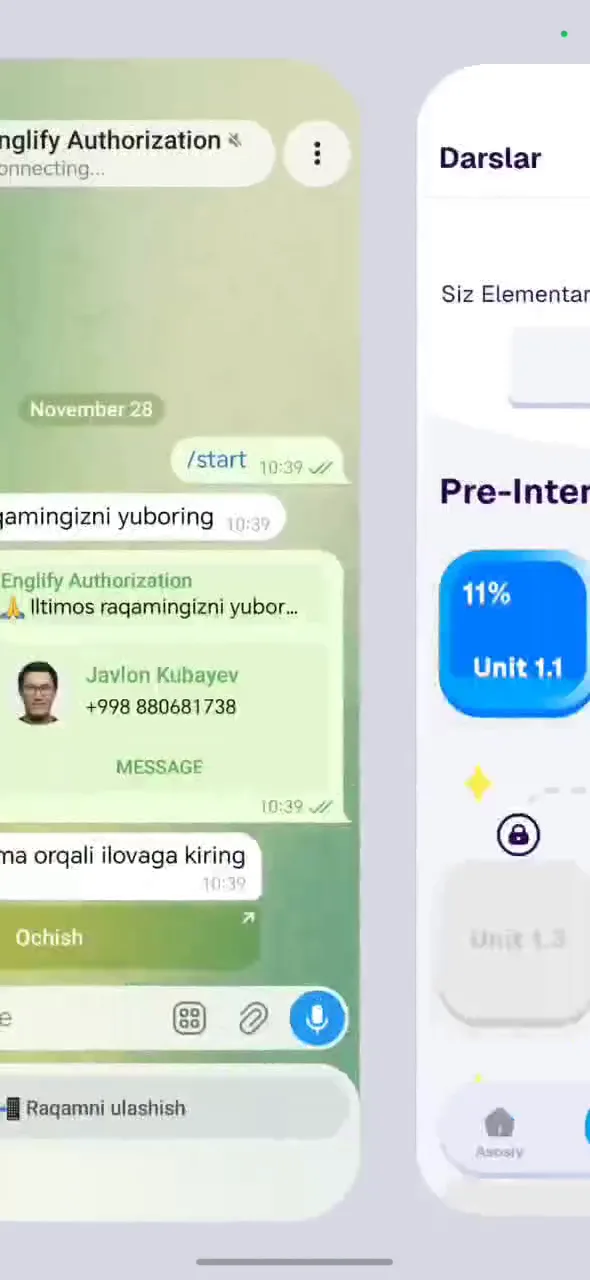 nglify Authorization
onnecting...
November 28
/start 10:39
qamingizni yuboring 10:39
Englify Authorization
🙏 Iltimos raqamingizni yubor...
Javlon Kubayev
+998 880681738
MESSAGE
10:39
ma orqali ilovaga kiring
10:39
Ochish
e
Raqamni ulashish
Darslar
Siz Elementar
Pre-Inter
11%
Unit 1.1
Unit 1.3
Asosiy